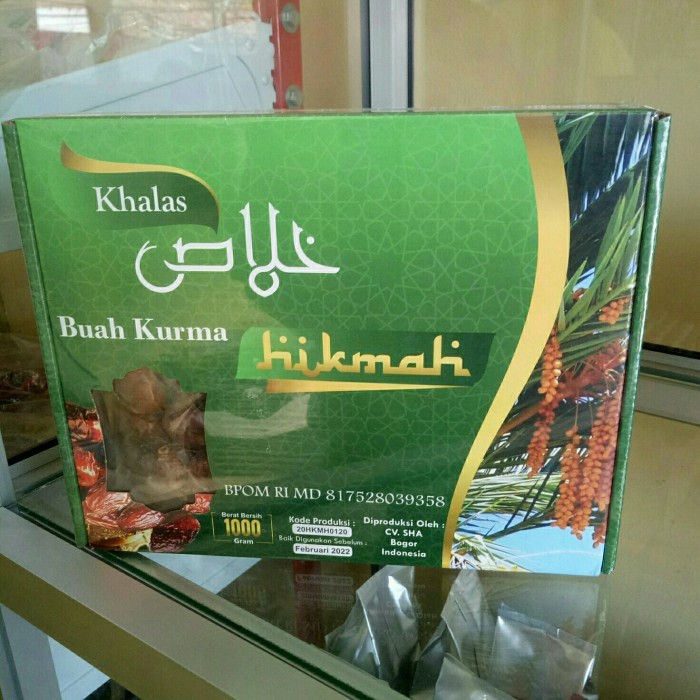 Khalas
خلاص
Buah Kurma
hikmah
BPOM RI MD 817528039358
Berat Bersih
1000
Gram
Kode Produksi :
20HKMH0120
Baik Digunakan Sebelum :
Februari 2022
Diproduksi Oleh :
CV. SHA
Bogor
Indonesia